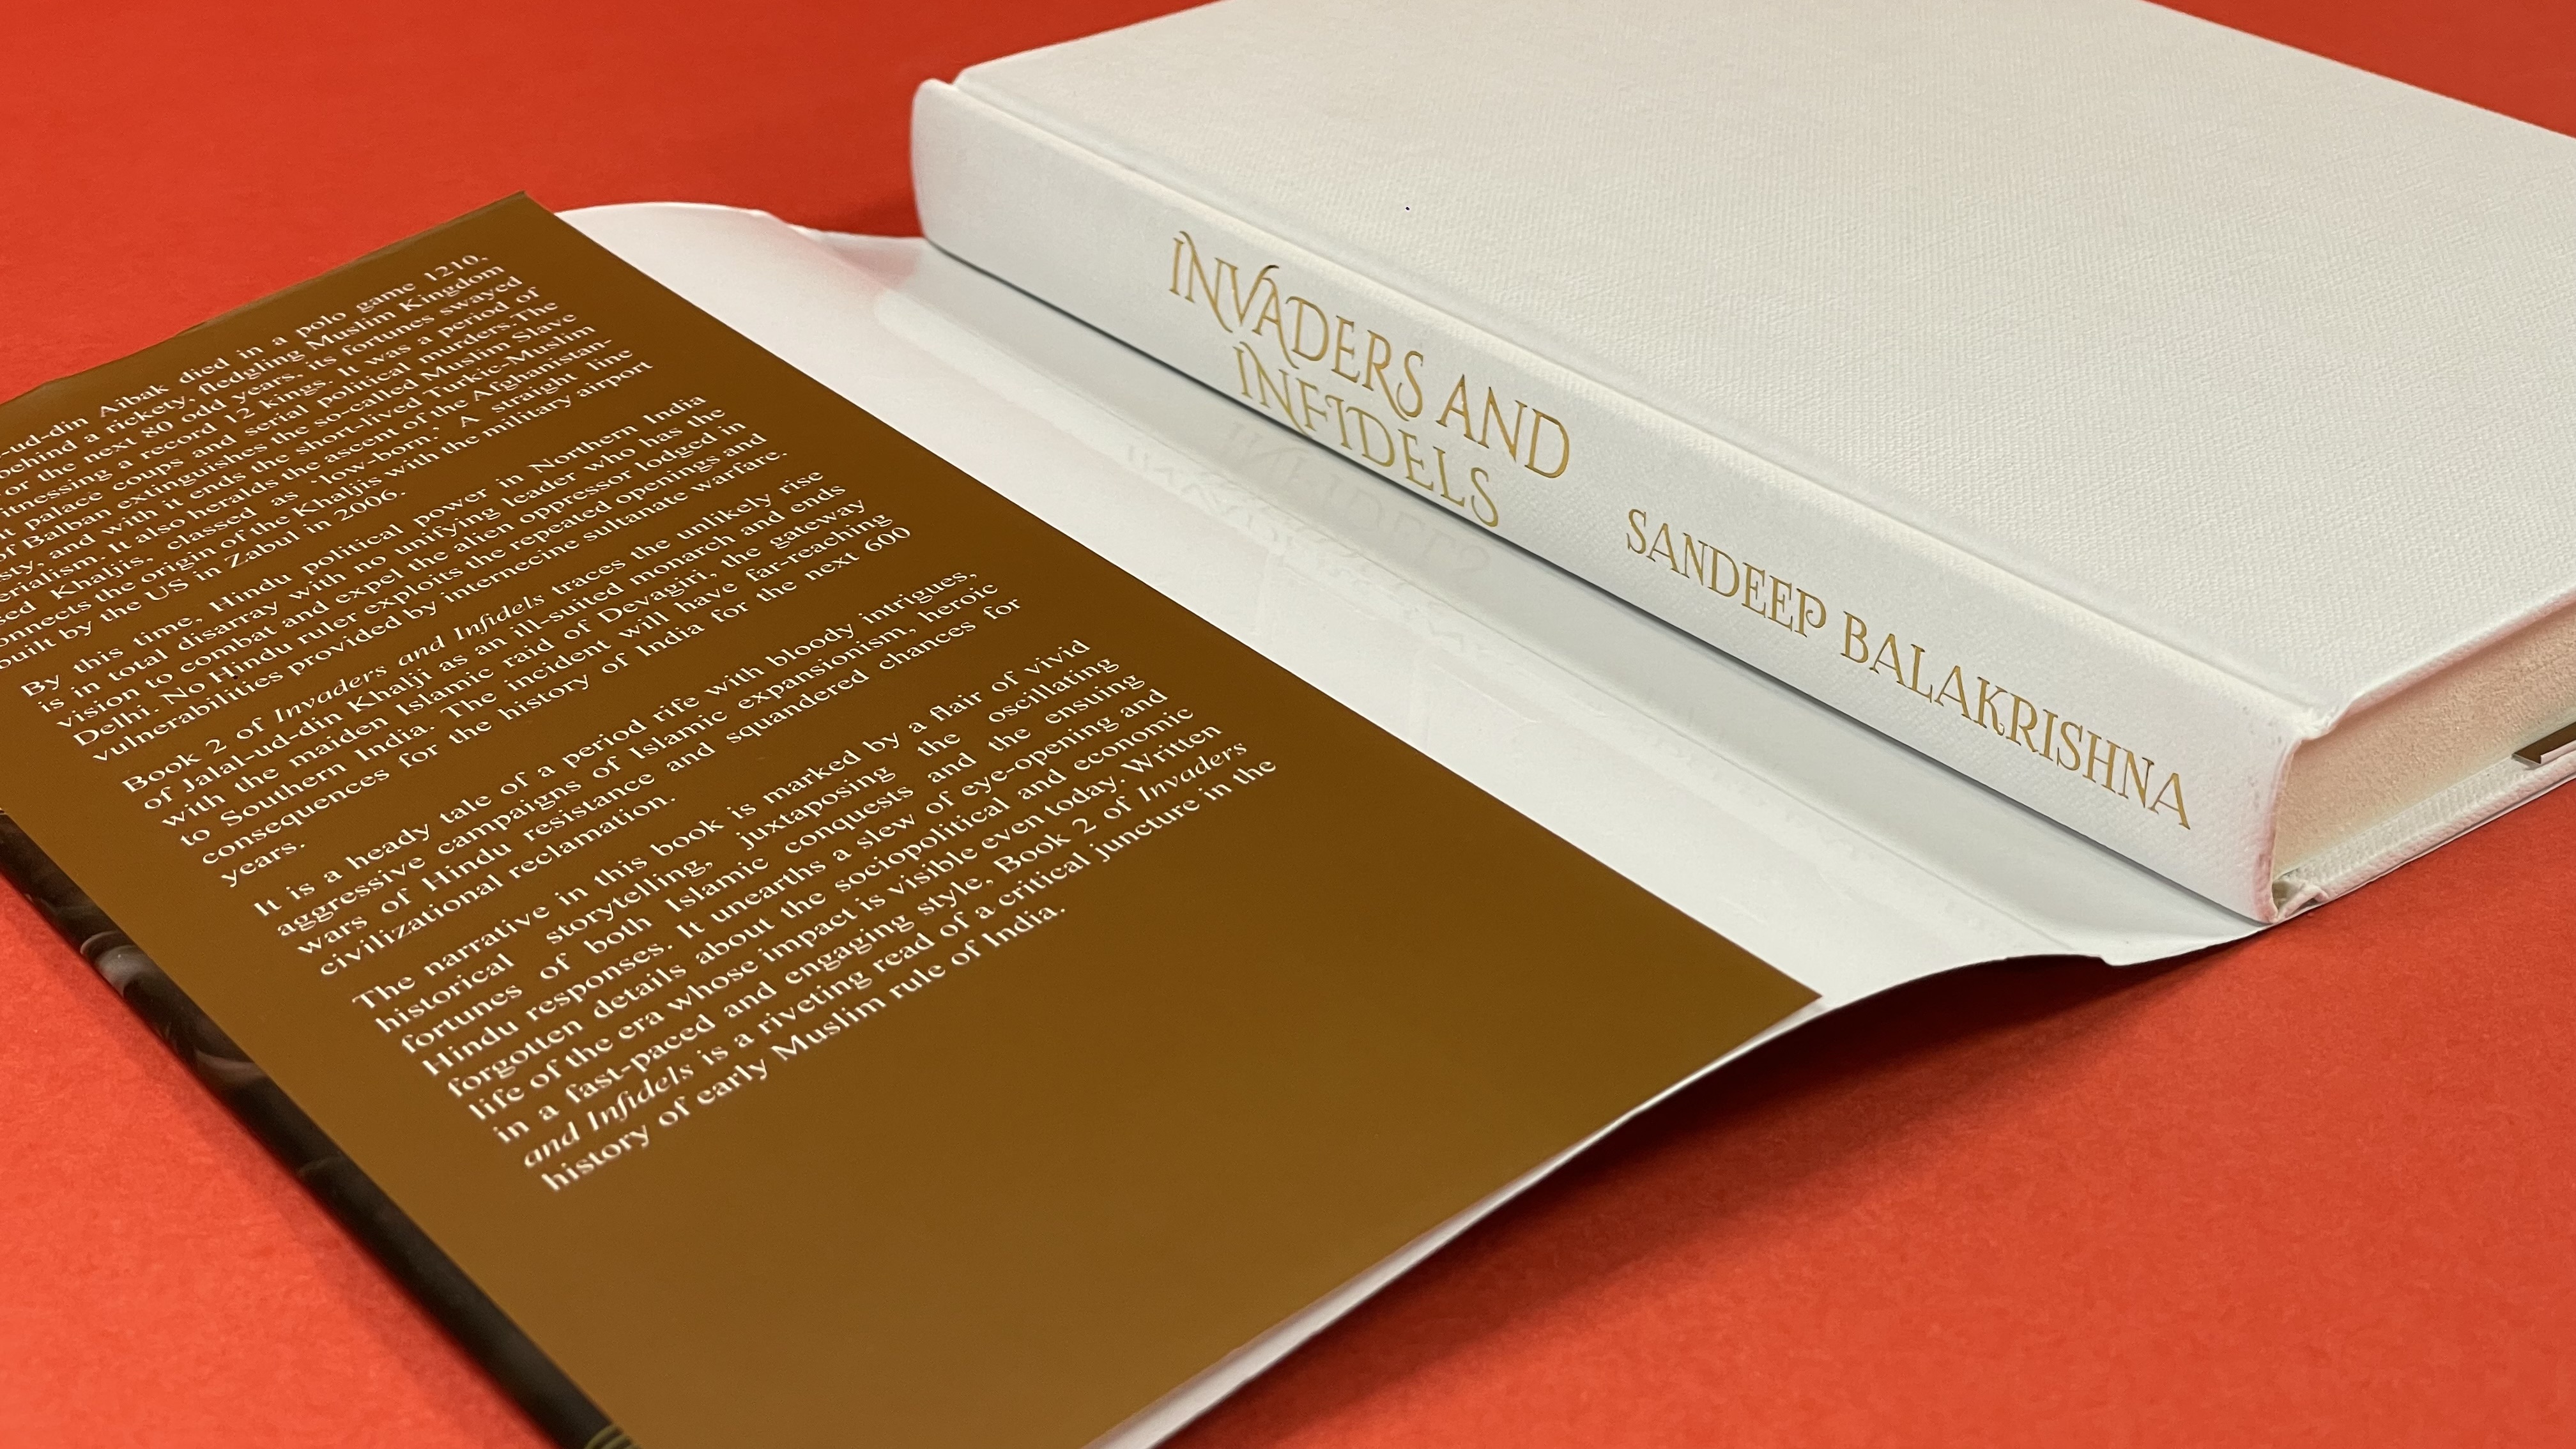 -ud-din Aibak died in a polo game 1210,
behind a rickety, fledgling Muslim Kingdom
or the next 80 odd years, its fortunes swayed
itnessing a record 12 kings. It was a period of
t palace coups and serial political murders.The
of Balban extinguishes the so-called Muslim Slave
sty, and with it ends the short-lived Turkic-Muslim
erialism. It also heralds the ascent of the Afghanistan-
ed Khaljis, classed as ‘low-born.’ A straight line
onnects the origin of the Khaljis with the military airport
built by the US in Zabul in 2006.
By this time, Hindu political power in Northern India
is in total disarray with no unifying leader who has the
vision to combat and expel the alien oppressor lodged in
Delhi. No Hindu ruler exploits the repeated openings and
vulnerabilities provided by internecine sultanate warfare.
Book 2 of Invaders and Infidels traces the unlikely rise
of Jalal-ud-din Khalji as an ill-suited monarch and ends
with the maiden Islamic raid of Devagiri, the gateway
to Southern India. The incident will have far-reaching
consequences for the history of India for the next 600
years.
It is a heady tale of a period rife with bloody intrigues,
aggressive campaigns of Islamic expansionism, heroic
wars of Hindu resistance and squandered chances for
civilizational reclamation.
The narrative in this book is marked by a flair of vivid
historical storytelling, juxtaposing the oscillating
fortunes of both Islamic conquests and the ensuing
Hindu responses. It unearths a slew of eye-opening and
forgotten details about the sociopolitical and economic
life of the era whose impact is visible even today. Written
in a fast-paced and engaging style, Book 2 of Invaders
and Infidels is a riveting read of a critical juncture in the
history of early Muslim rule of India.
INVADERS AND
INFIDELS
SANDEEP BALAKRISHNA